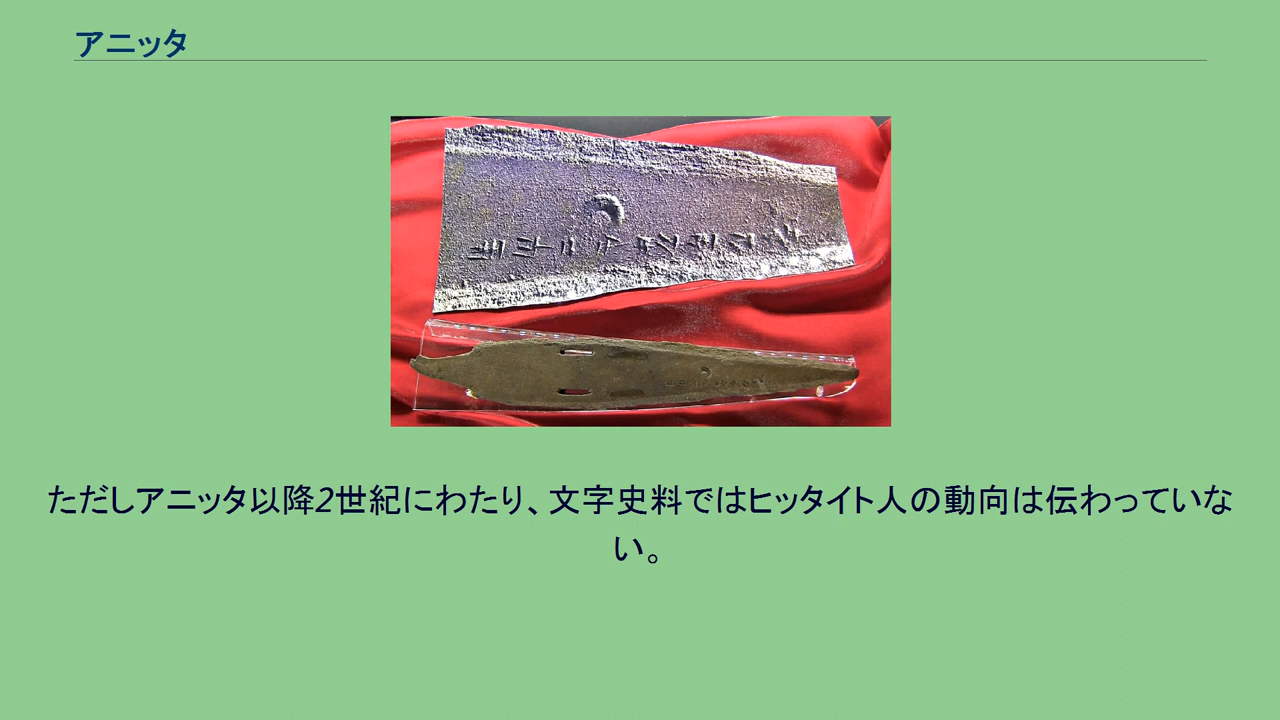 アニッタ
ただしアニッタ以降2世紀にわたり、文字史料ではヒッタイト人の動向は伝わっていな
い。